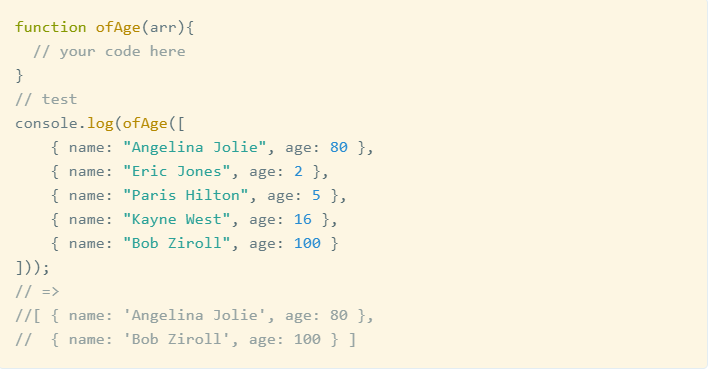 function ofAge(arr){
  // your code here
}
// test
console.log(ofAge([
    { name: "Angelina Jolie", age: 80 },
    { name: "Eric Jones", age: 2 },
    { name: "Paris Hilton", age: 5 },
    { name: "Kayne West", age: 16 },
    { name: "Bob Ziroll", age: 100 }
]));
// =>
//[ { name: 'Angelina Jolie', age: 80 },
//  { name: 'Bob Ziroll', age: 100 } ]